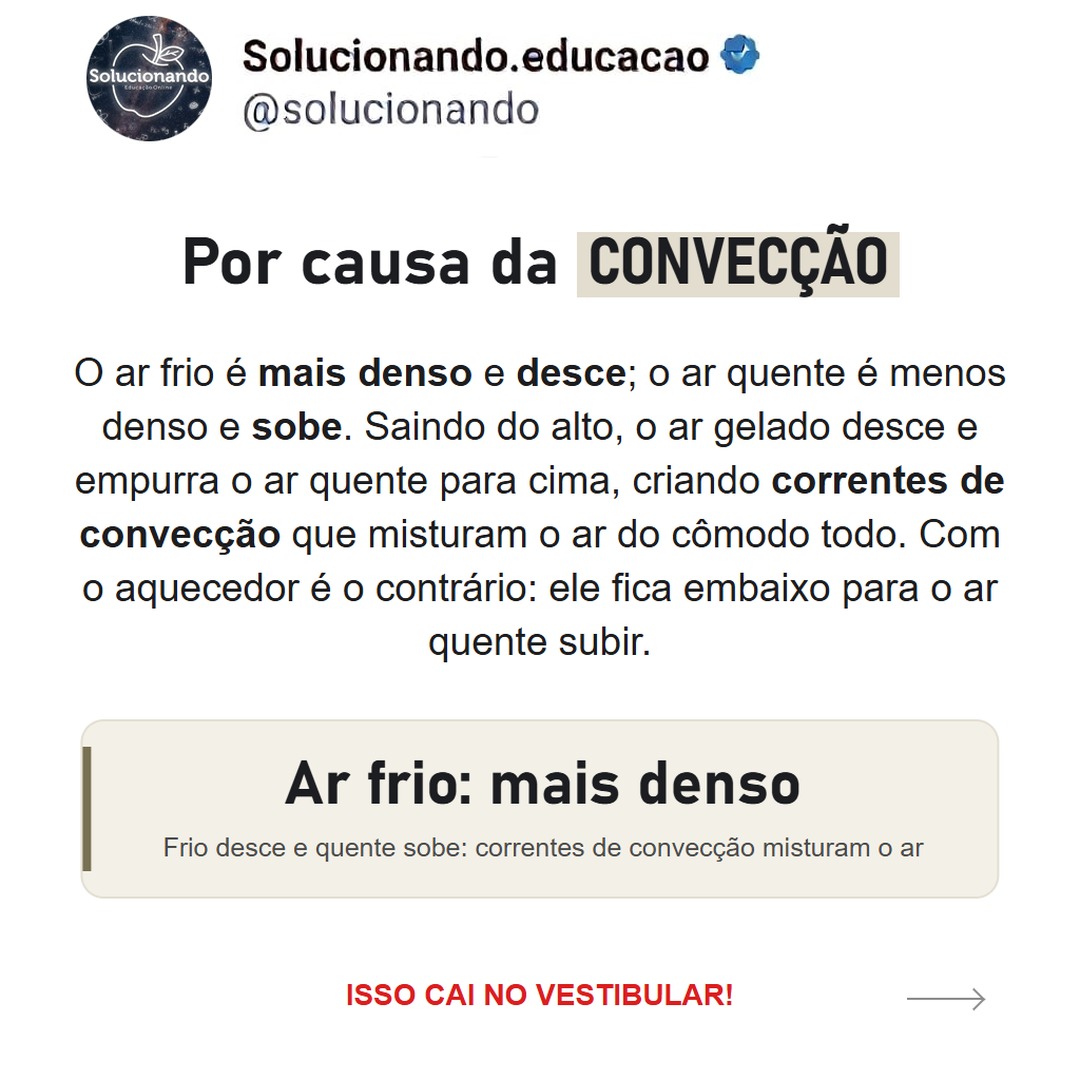 Solucionando
Educação Online
Solucionando.educacao
@solucionando
Por causa da CONVECÇÃO
O ar frio é mais denso e desce; o ar quente é menos
denso e sobe. Saindo do alto, o ar gelado desce e
empurra o ar quente para cima, criando correntes de
convecção que misturam o ar do cômodo todo. Com
o aquecedor é o contrário: ele fica embaixo para o ar
quente subir.
Ar frio: mais denso
Frio desce e quente sobe: correntes de convecção misturam o ar
ISSO CAI NO VESTIBULAR!